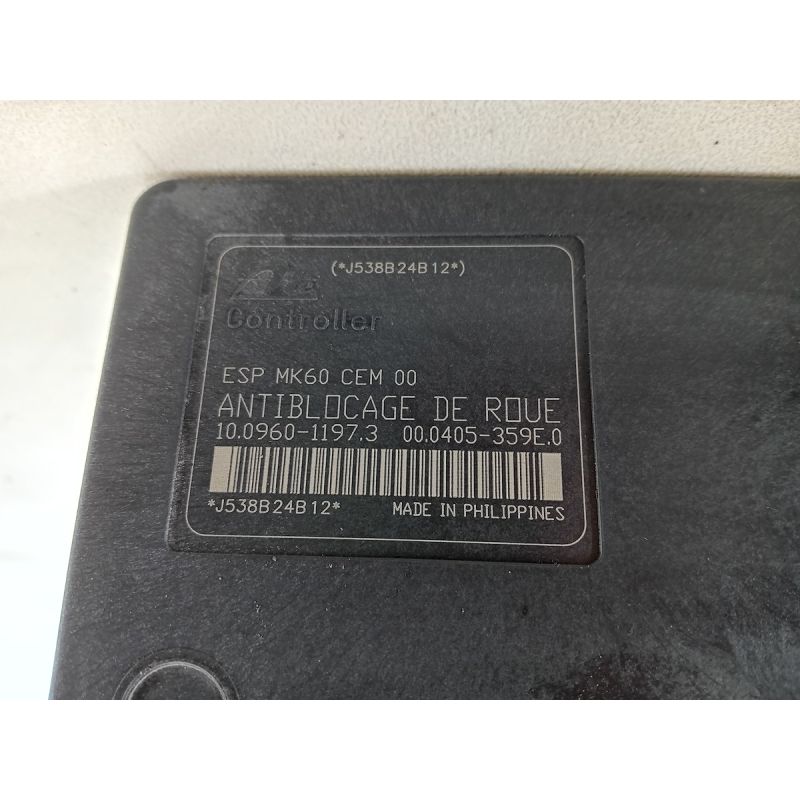 (*J538B24B12*)
Ate
Controller
ESP MK60 CEM 00
ANTIBLOCAGE DE ROUE
10.0960-1197.3 00.0405-359E.0
*J538B24B12* MADE IN PHILIPPINES